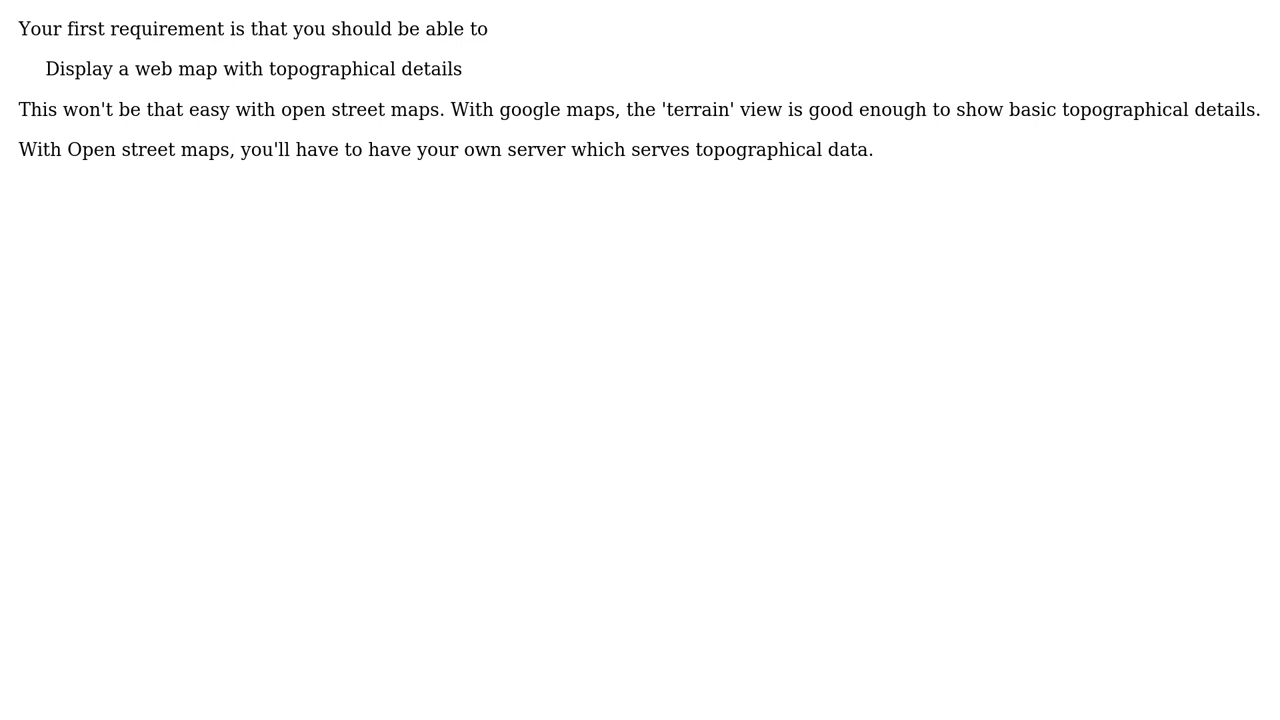 Your first requirement is that you should be able to
Display a web map with topographical details
This won't be that easy with open street maps. With google maps, the 'terrain' view is good enough to show basic topographical details.
With Open street maps, you'll have to have your own server which serves topographical data.